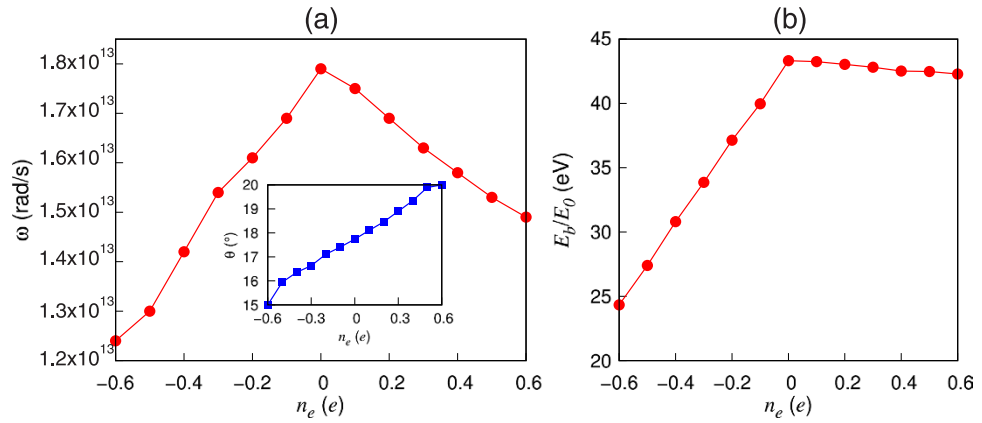 (a)
1.8x10^13
1.7x10^13
1.6x10^13
1.5x10^13
1.4x10^13
1.3x10^13
1.2x10^13
ω (rad/s)
-0.6 -0.4 -0.2 0 0.2 0.4 0.6
n_e (e)
20
19
18
17
16
15
θ (°)
-0.6 -0.3 0 0.3 0.6
n_e (e)
(b)
45
40
35
30
25
20
E_b/E_0 (eV)
-0.6 -0.4 -0.2 0 0.2 0.4 0.6
n_e (e)